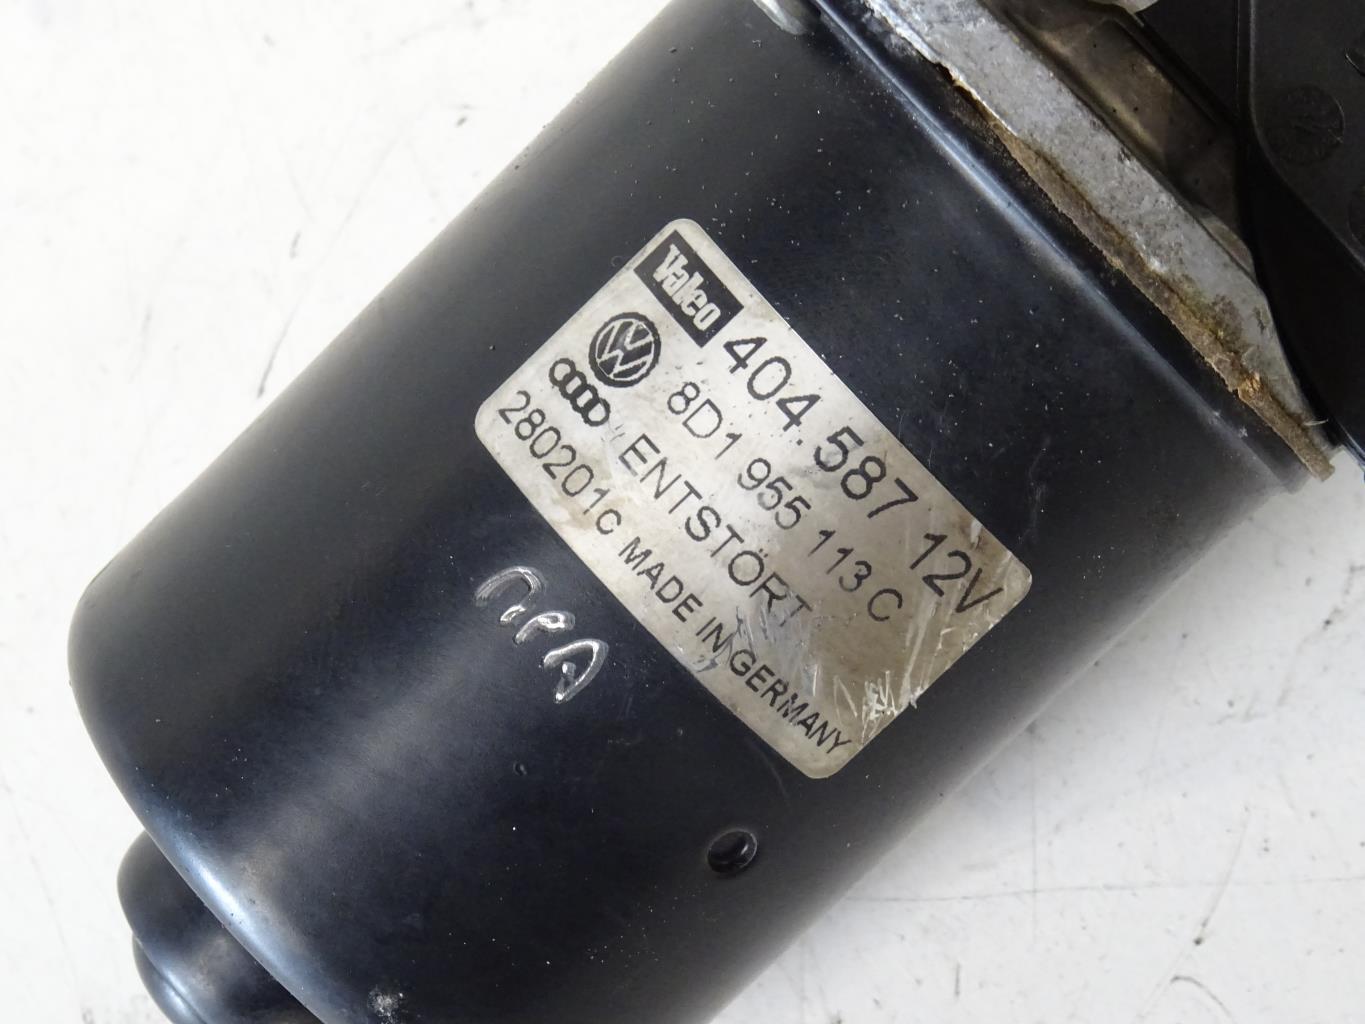 Valeo
404.587 12V
8D1 955 113 C
ENTSTÖRT
280201c MADE IN GERMANY